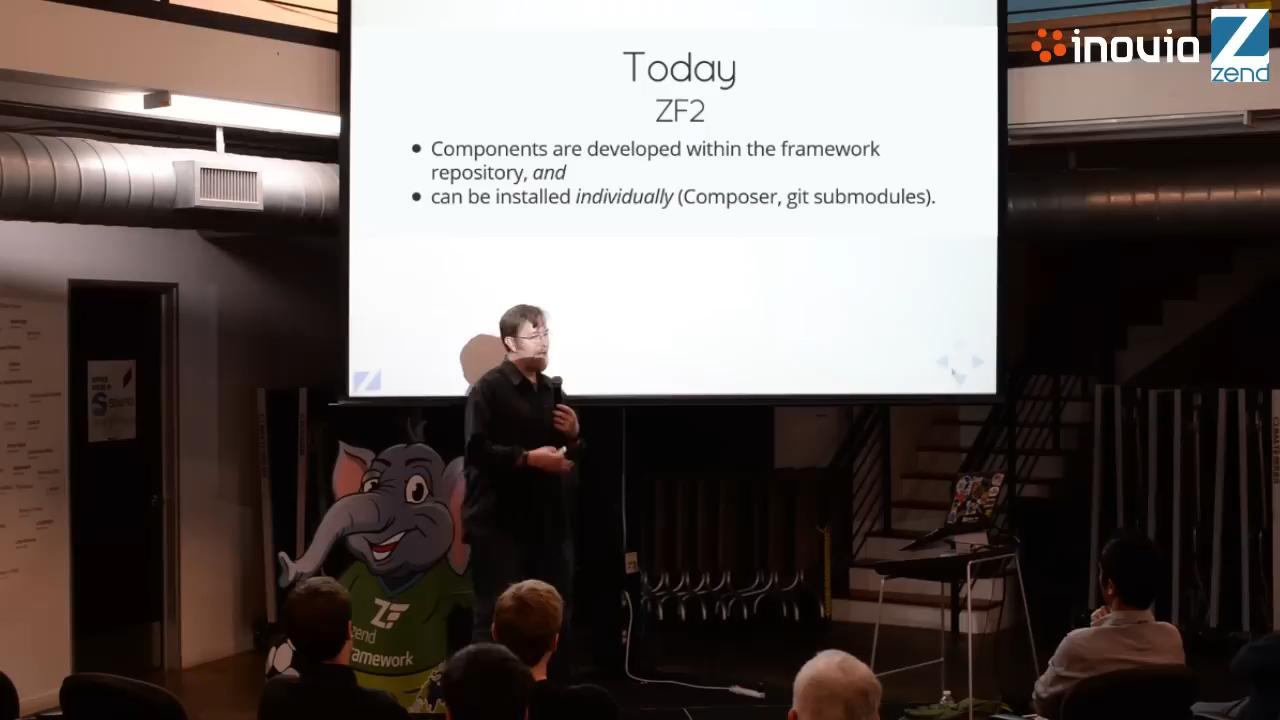 Today
ZF2
• Components are developed within the framework
repository, and
• can be installed individually (Composer, git submodules).
inovia
zend
ZF
zend
framework